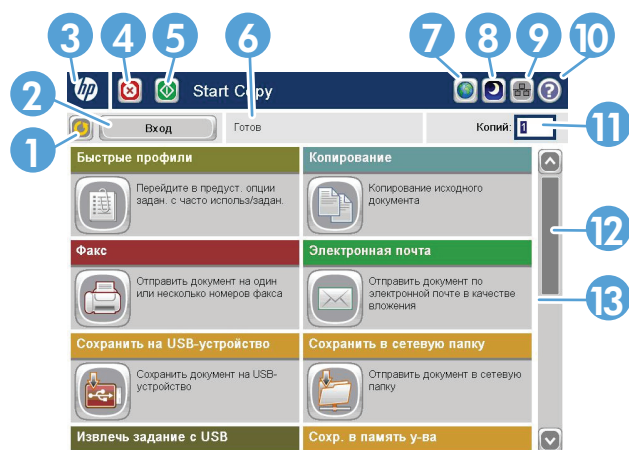 3 4 5 6 7 8 9 10
hp Start Copy ?
2 1 Вход Готов Копий: 1 11
Быстрые профили
Перейдите в предуст. опции
задан. с часто использ/задан.
Копирование
Копирование исходного
документа
12
Факс
Отправить документ на один
или несколько номеров факса
Электронная почта
Отправить документ по
электронной почте в качестве
вложения
13
Сохранить на USB-устройство
Сохранить документ на USB-
устройство
Сохранить в сетевую папку
Отправить документ в сетевую
папку
Извлечь задание с USB
Сохр. в память у-ва